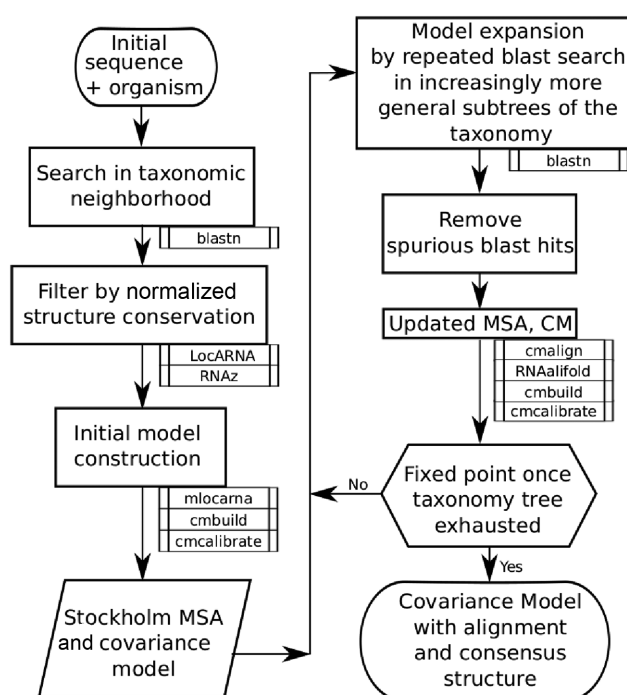 Initial
sequence
+ organism
Search in taxonomic
neighborhood
blastn
Filter by normalized
structure conservation
LocARNA
RNAz
Initial model
construction
mlocarna
cmbuild
cmcalibrate
Stockholm MSA
and covariance
model
Model expansion
by repeated blast search
in increasingly more
general subtrees of the
taxonomy
blastn
Remove
spurious blast hits
Updated MSA, CM
cmalign
RNAalifold
cmbuild
cmcalibrate
No
Fixed point once
taxonomy tree
exhausted
Yes
Covariance Model
with alignment
and consensus
structure